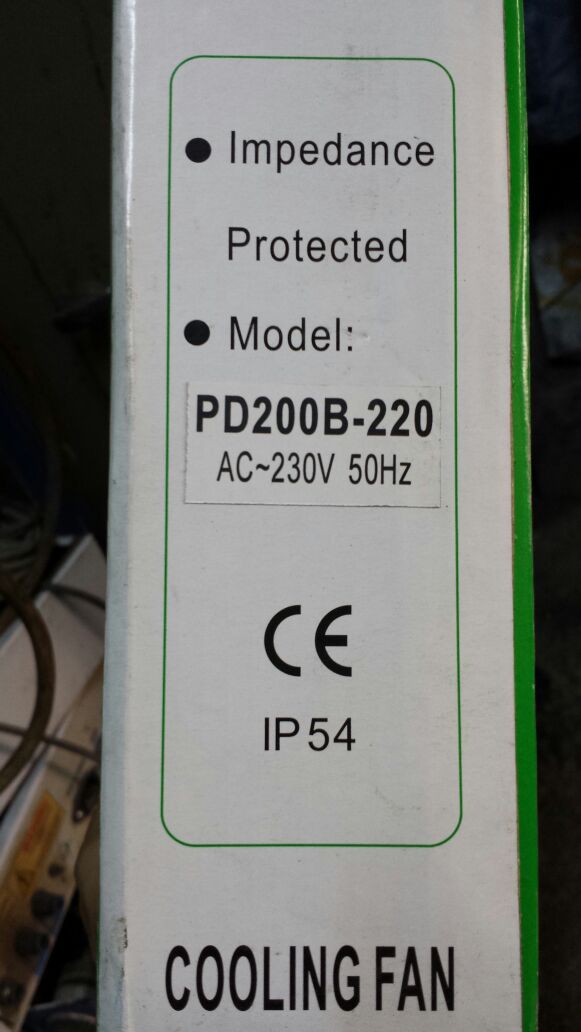 ● Impedance
Protected
● Model:
PD200B-220
AC~230V 50Hz
CE
IP54
COOLING FAN